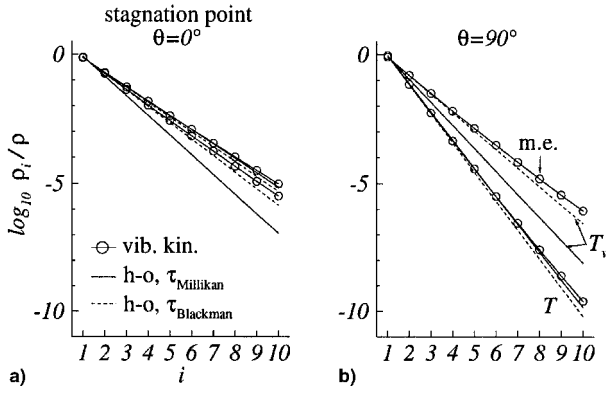 stagnation point
θ=0°
θ=90°
log₁₀ ρᵢ/ρ
0
-5
-10
vib. kin.
h-o, τMillikan
h-o, τBlackman
1 2 3 4 5 6 7 8 9 10
i
a)
0
-5
-10
m.e.
Tᵥ
T
1 2 3 4 5 6 7 8 9 10
b)